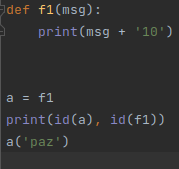 def f1(msg):
    print(msg + '10')
a = f1
print(id(a), id(f1))
a('paz')